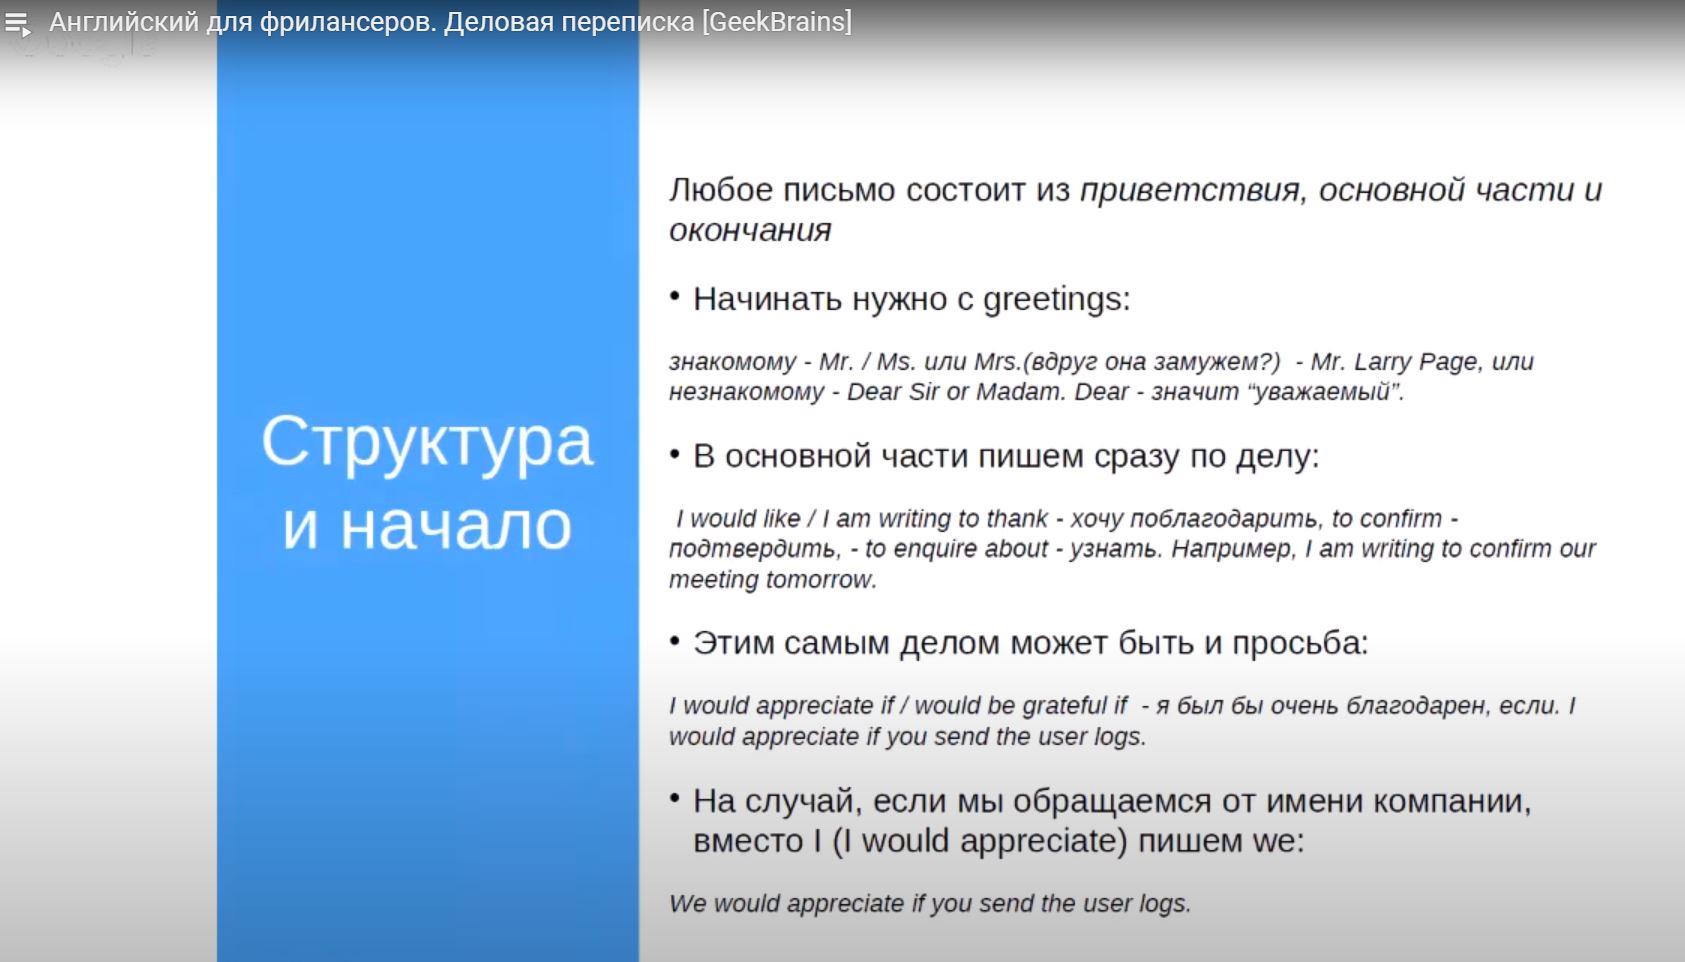 Английский для фрилансеров. Деловая переписка [GeekBrains]
Структура
и начало
Любое письмо состоит из приветствия, основной части и
окончания
• Начинать нужно с greetings:
знакомому - Mr. / Ms. или Mrs.(вдруг она замужем?) - Mr. Larry Page, или
незнакомому - Dear Sir or Madam. Dear - значит “уважаемый”.
• В основной части пишем сразу по делу:
I would like / I am writing to thank - хочу поблагодарить, to confirm -
подтвердить, - to enquire about - узнать. Например, I am writing to confirm our
meeting tomorrow.
• Этим самым делом может быть и просьба:
I would appreciate if / would be grateful if - я был бы очень благодарен, если. I
would appreciate if you send the user logs.
• На случай, если мы обращаемся от имени компании,
вместо I (I would appreciate) пишем we:
We would appreciate if you send the user logs.